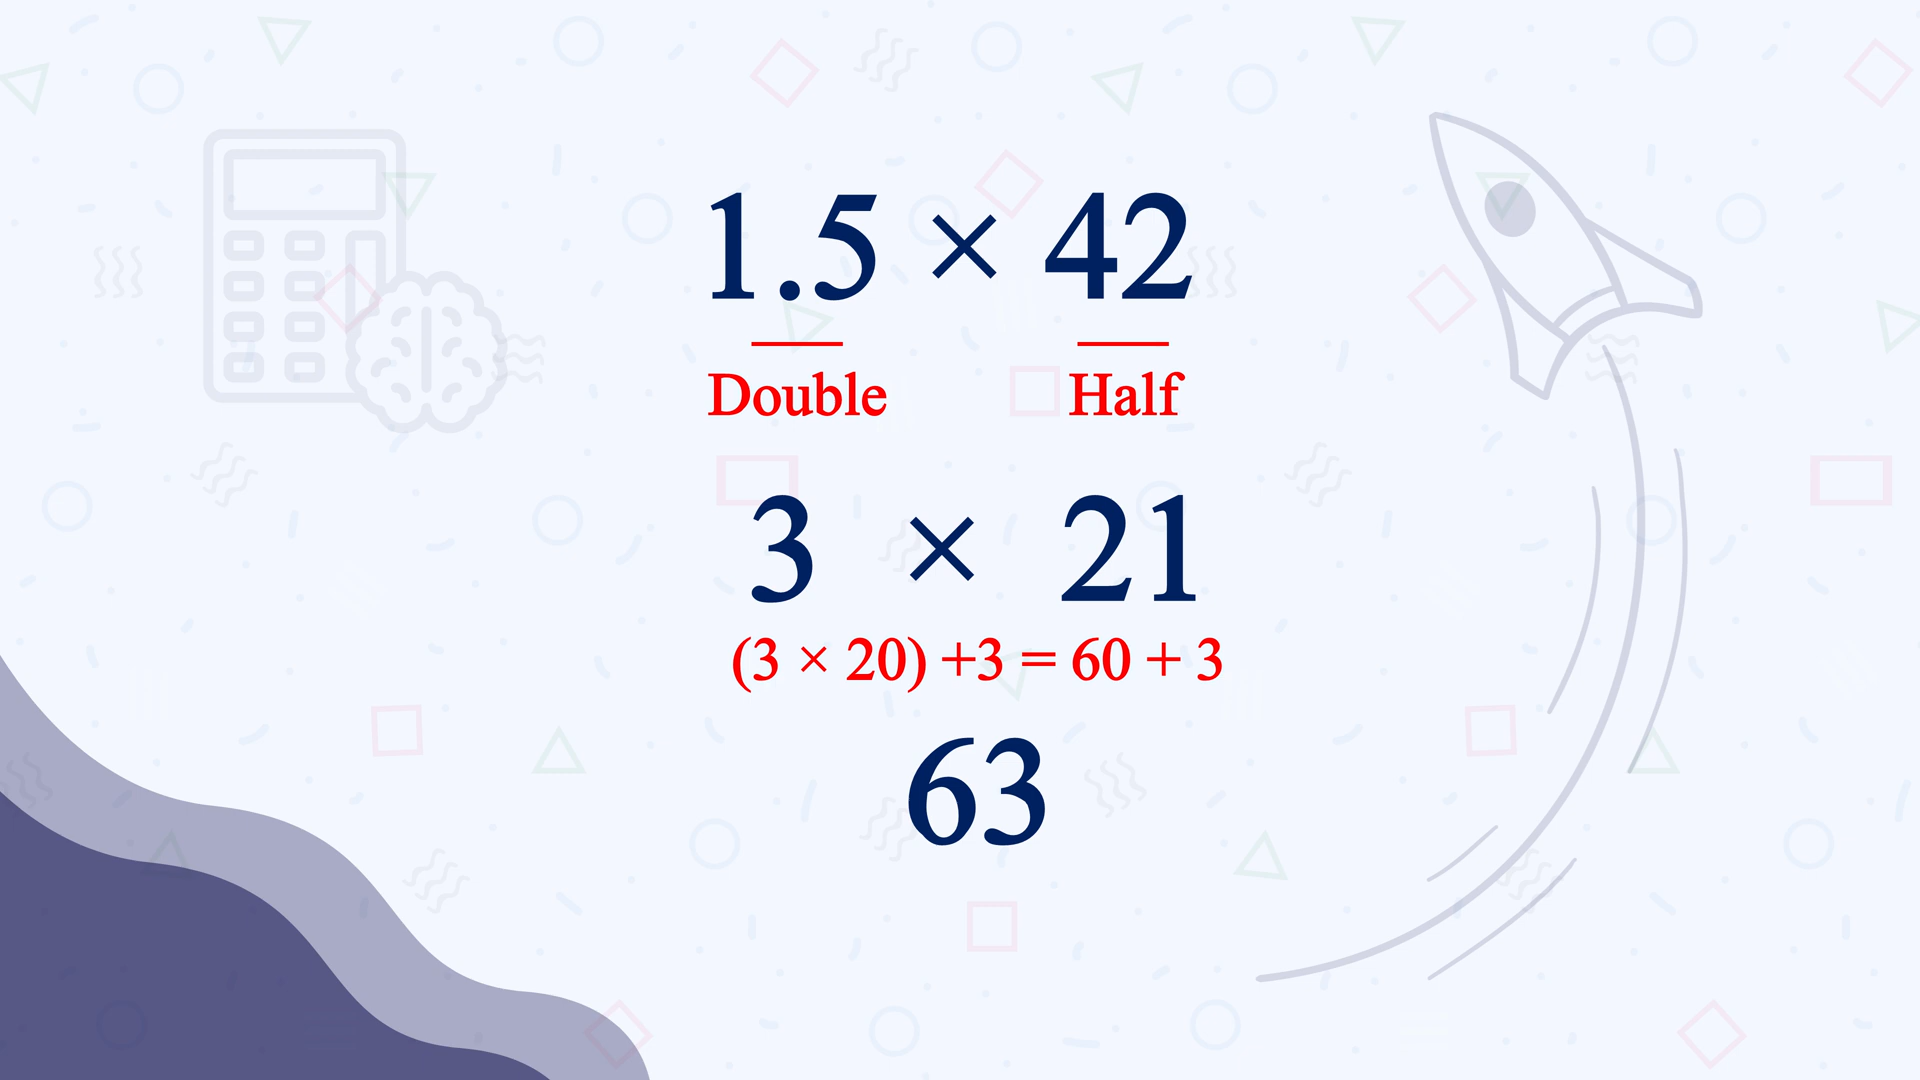 1.5 × 42
Double Half
3 × 21
(3 × 20) +3 = 60 + 3
63